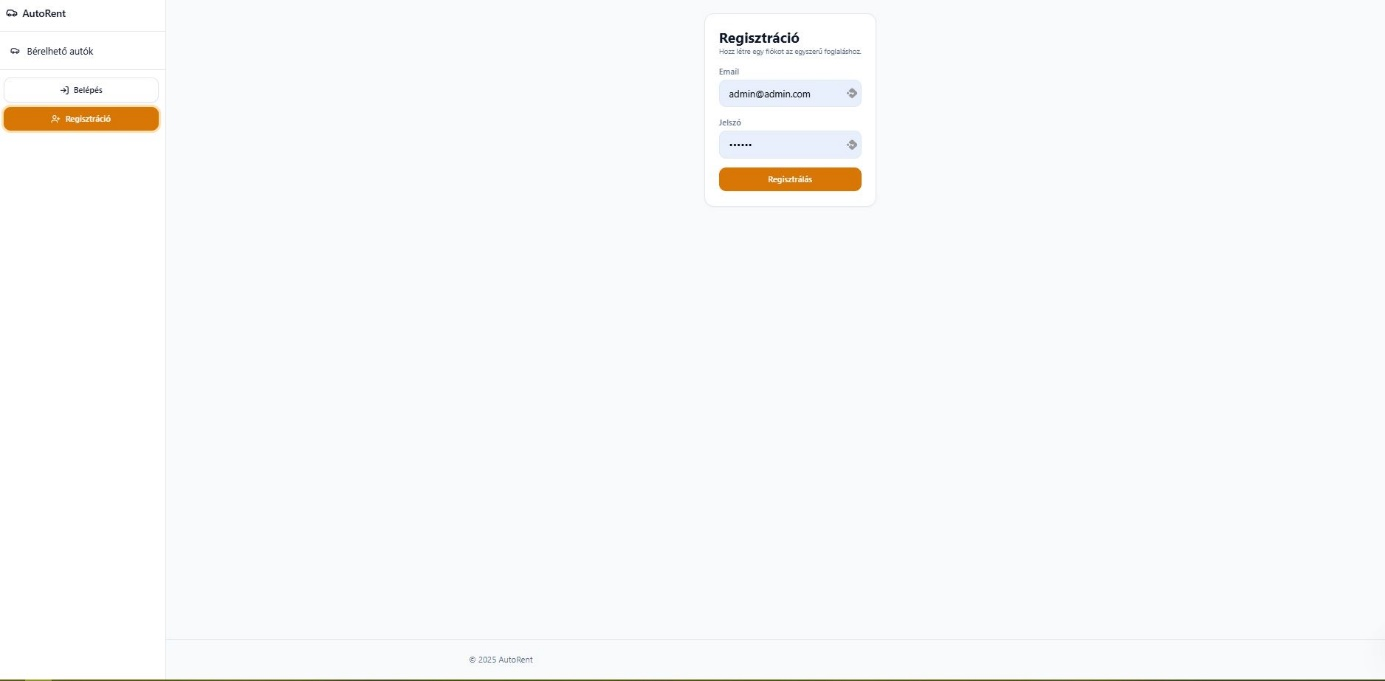 AutoRent
Bérelhető autók
Belépés
Regisztráció
Regisztráció
Hozz létre egy fiókot az egyszerű foglaláshoz.
Email
admin@admin.com
Jelszó
••••••
Regisztrálás
© 2025 AutoRent